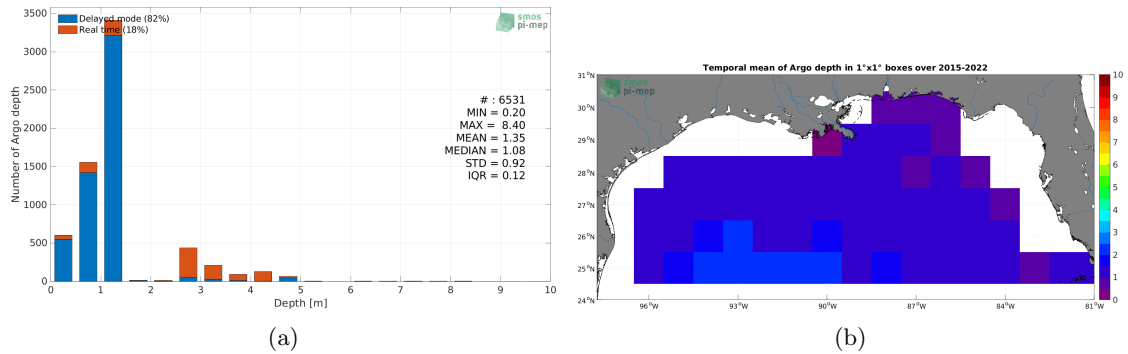 Delayed mode (82%)
Real time (18%)
smos
pi-mep
# : 6531
MIN = 0.20
MAX = 8.40
MEAN = 1.35
MEDIAN = 1.08
STD = 0.92
IQR = 0.12
Number of Argo depth
3500
3000
2500
2000
1500
1000
500
0
0 1 2 3 4 5 6 7 8 9 10
Depth [m]
(a)
Temporal mean of Argo depth in 1°x1° boxes over 2015-2022
smos
pi-mep
31°N
30°N
29°N
28°N
27°N
26°N
25°N
24°N
96°W 93°W 90°W 87°W 84°W 81°W
10
9
8
7
6
5
4
3
2
1
0
(b)